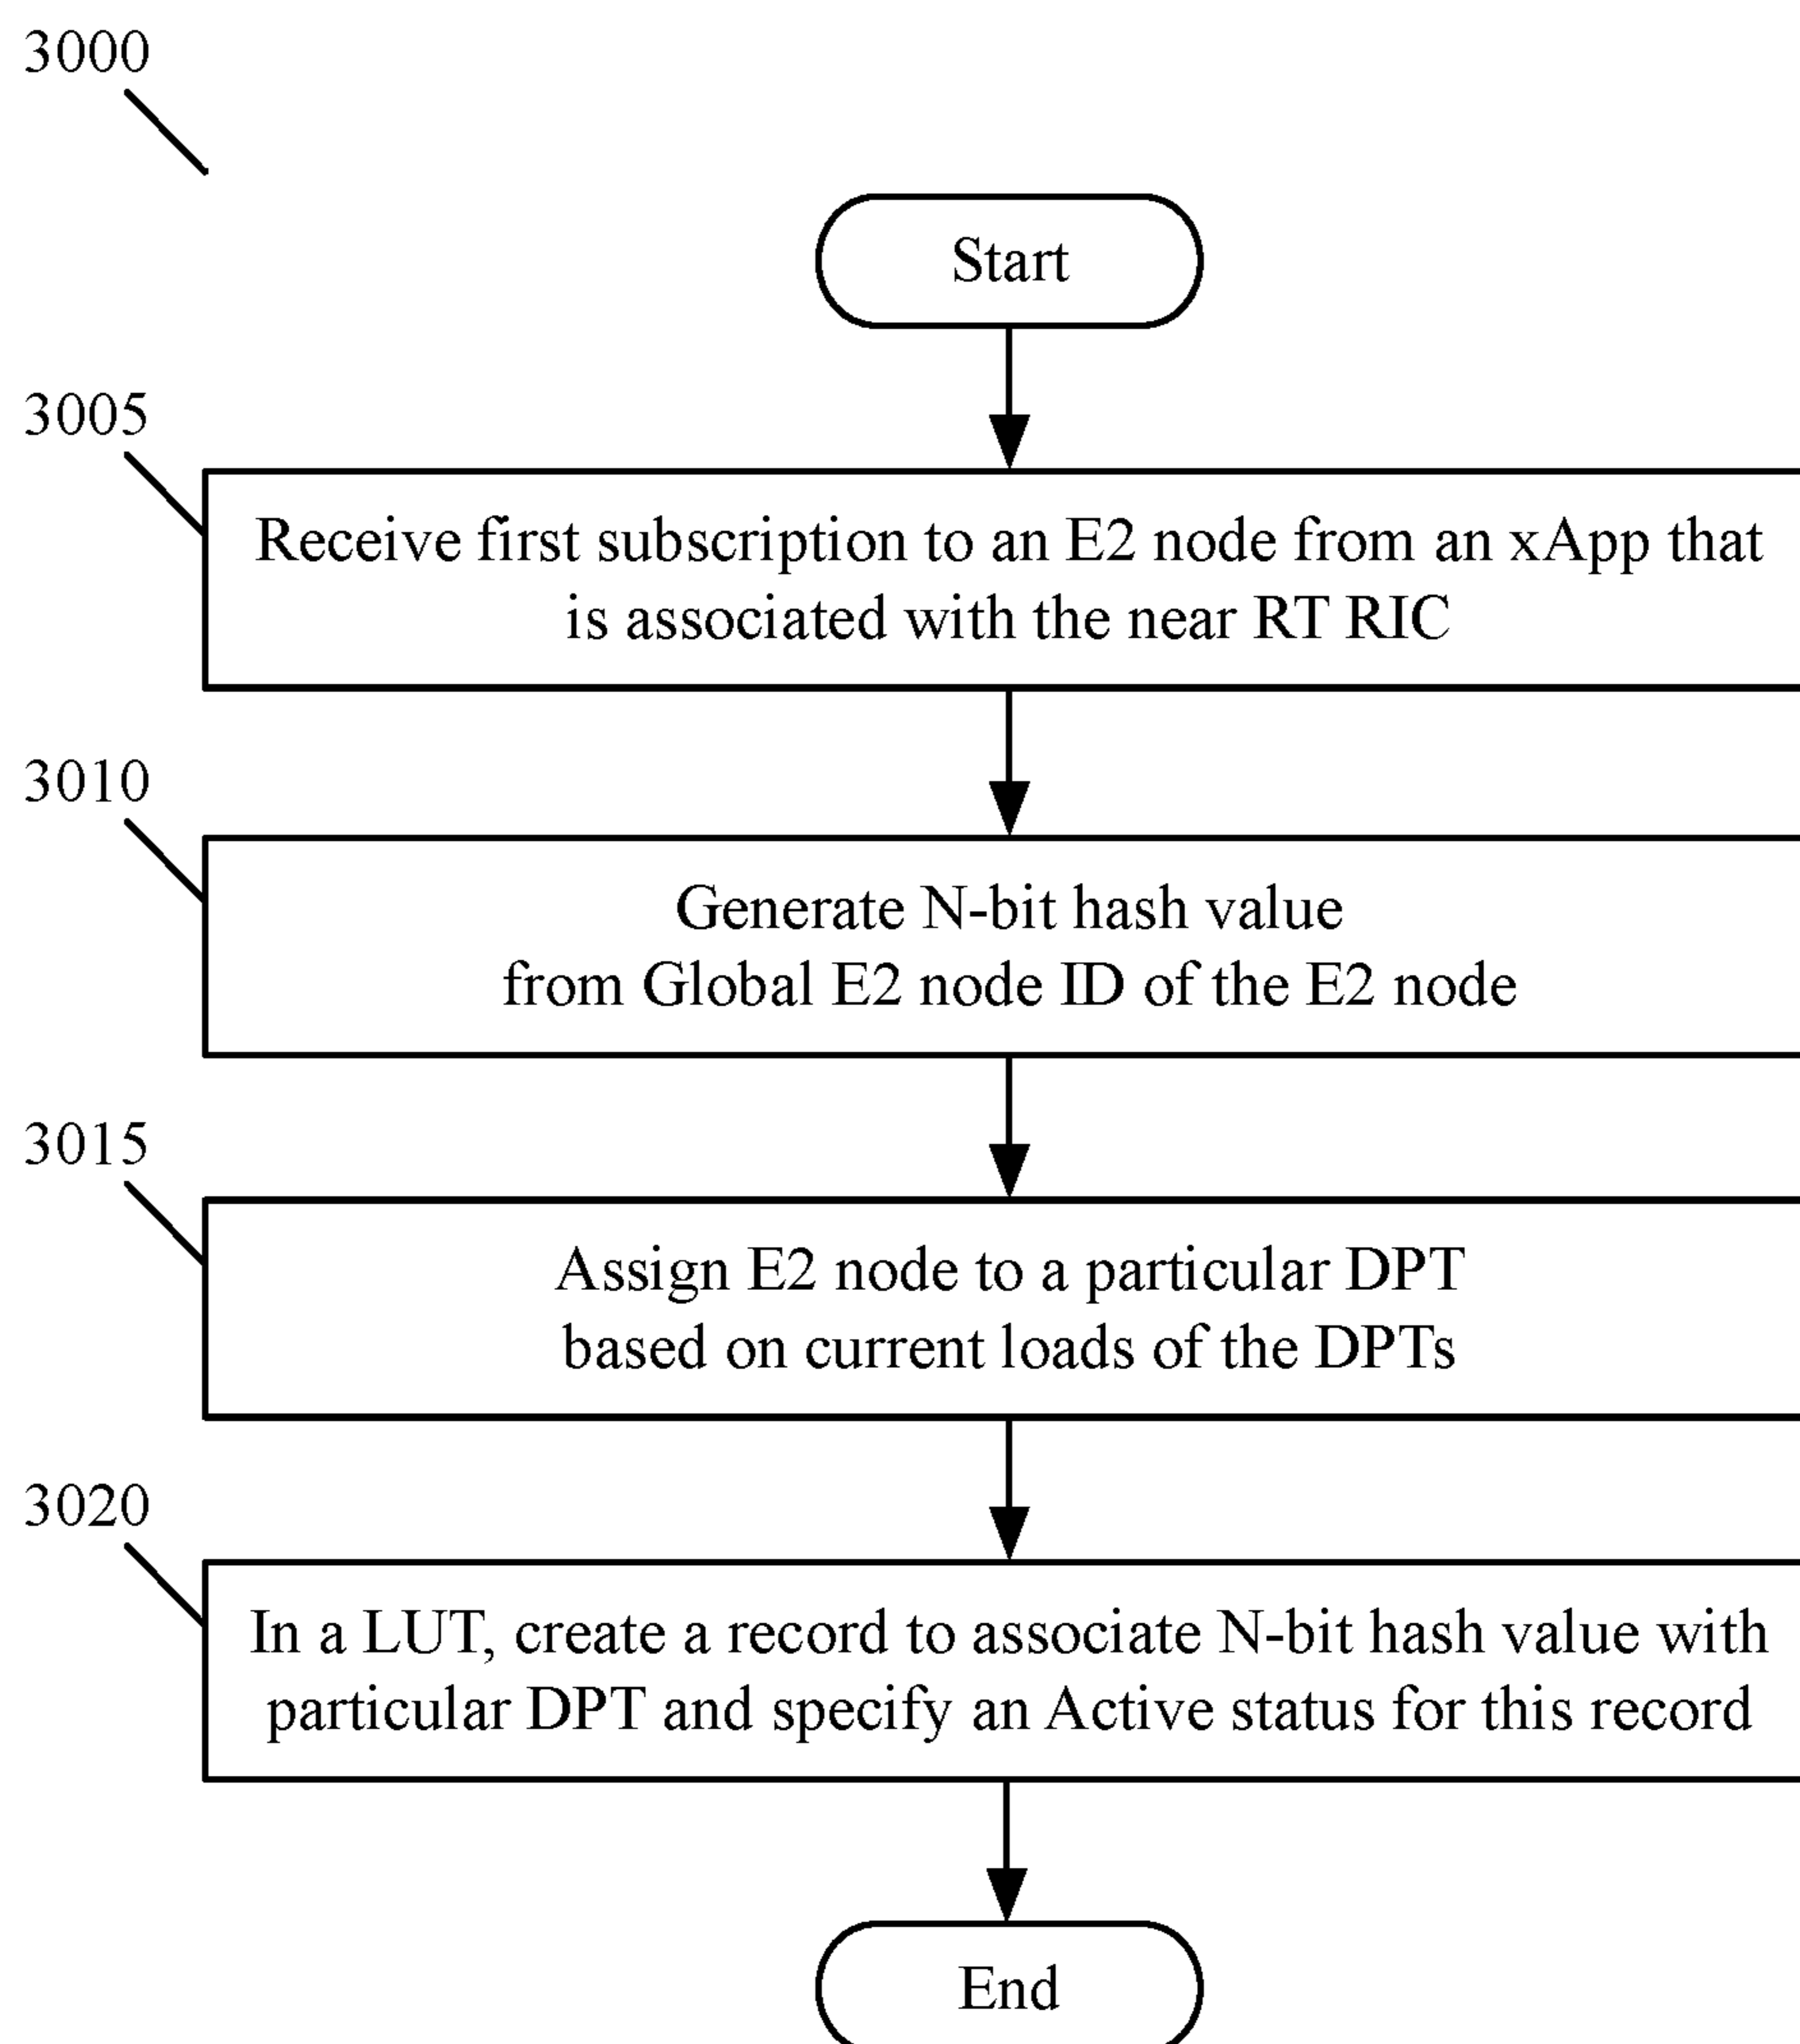 3000
Start
3005
Receive first subscription to an E2 node from an xApp that
is associated with the near RT RIC
3010
Generate N-bit hash value
from Global E2 node ID of the E2 node
3015
Assign E2 node to a particular DPT
based on current loads of the DPTs
3020
In a LUT, create a record to associate N-bit hash value with
particular DPT and specify an Active status for this record
End